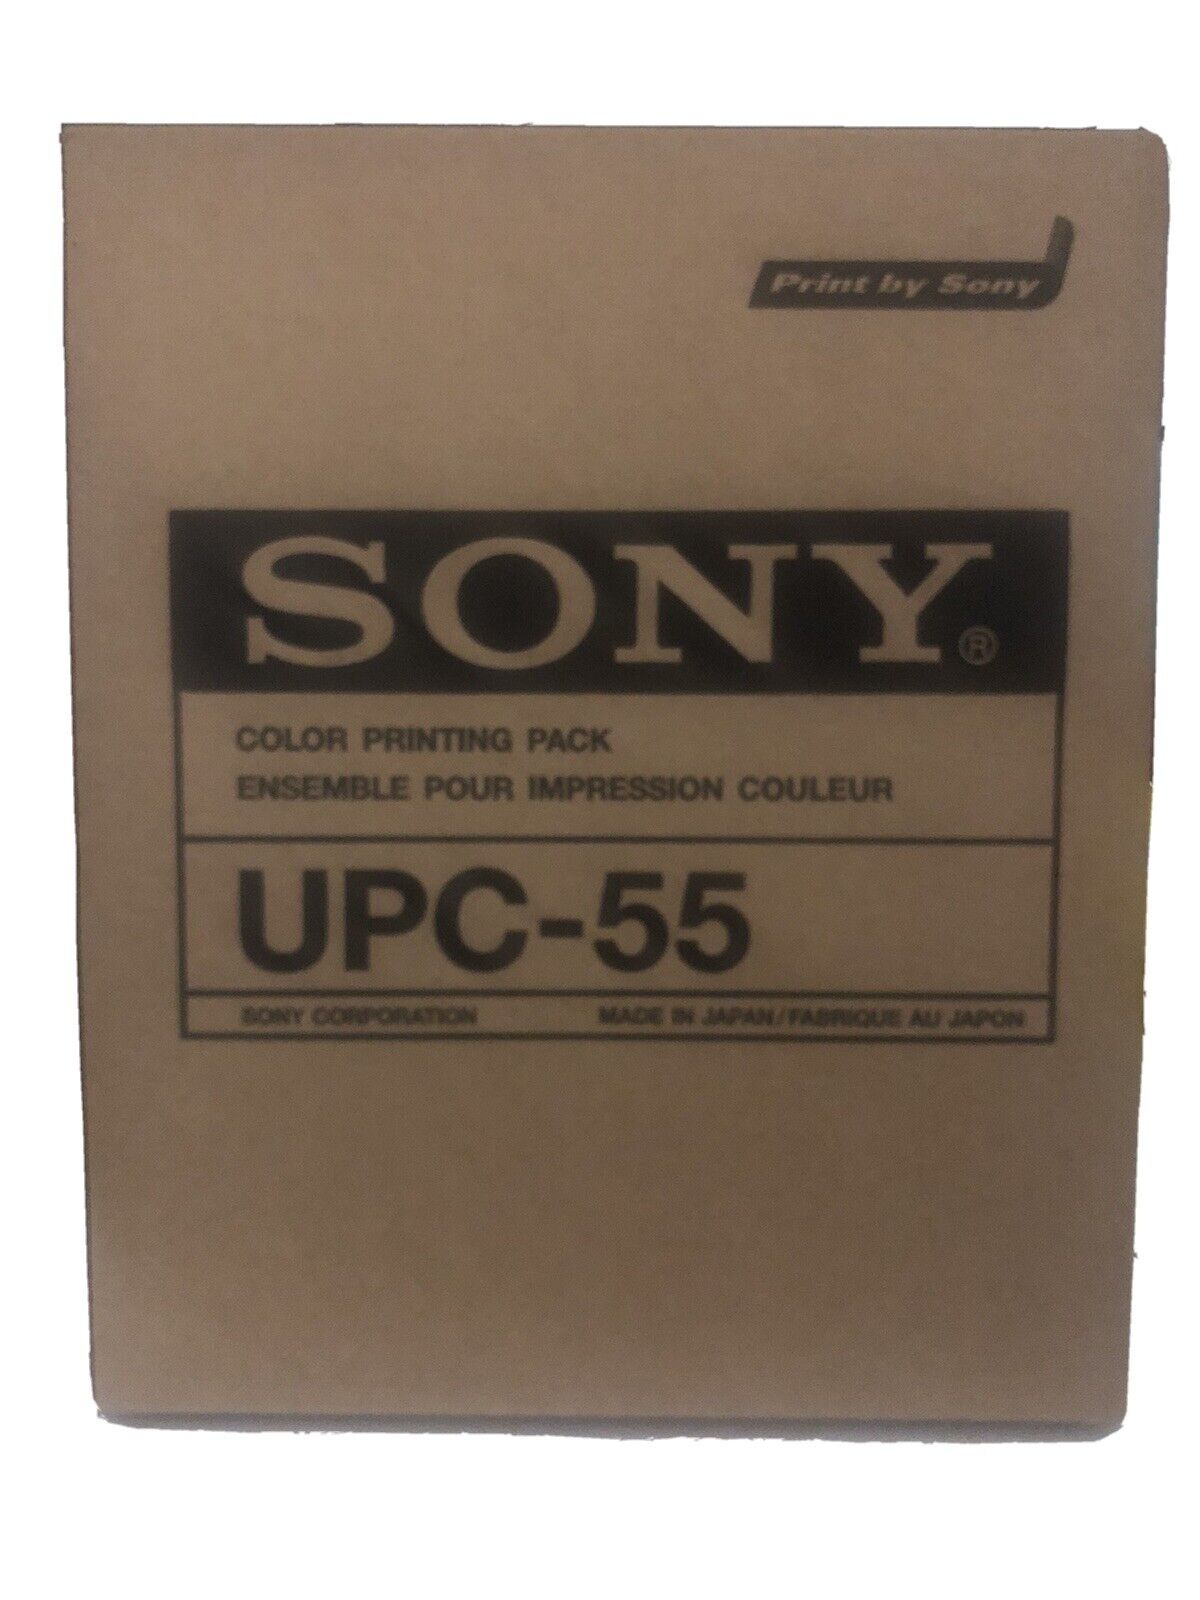 Print by Sony
SONY®
COLOR PRINTING PACK
ENSEMBLE POUR IMPRESSION COULEUR
UPC-55
SONY CORPORATION MADE IN JAPAN/FABRIQUE AU JAPON